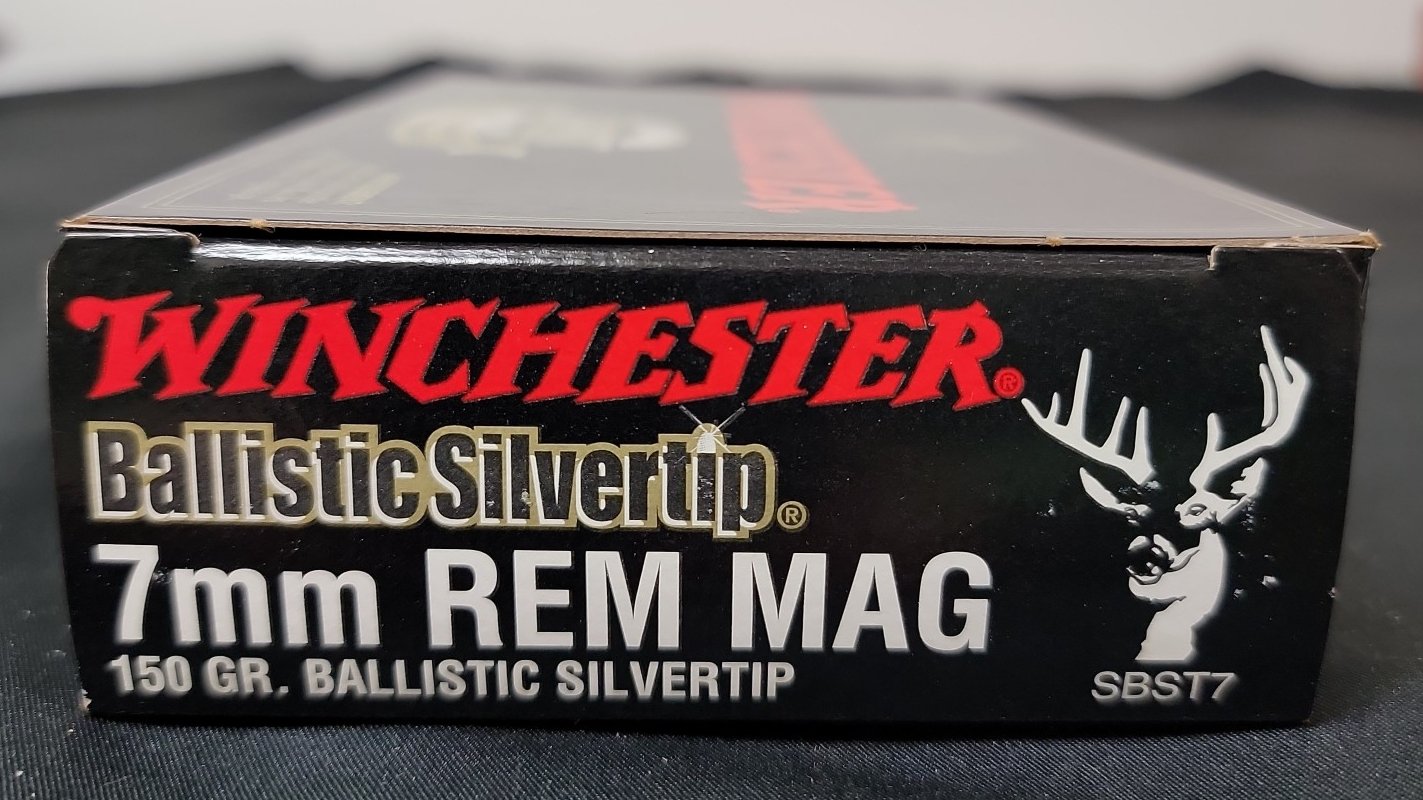 WINCHESTER®
Ballistic Silvertip®
7mm REM MAG
150 GR. BALLISTIC SILVERTIP
SBST7